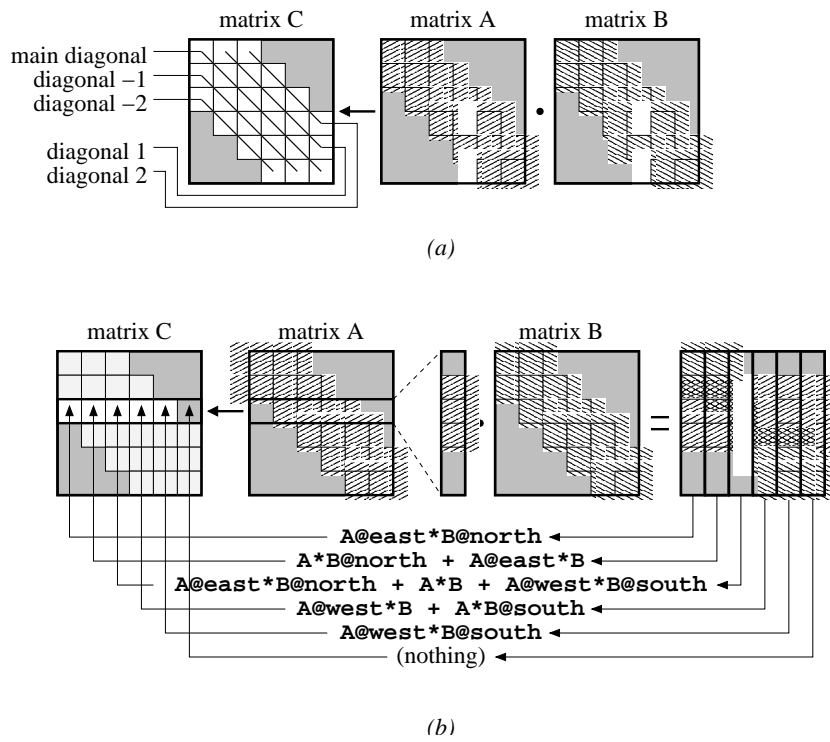 matrix C
matrix A
matrix B
main diagonal
diagonal −1
diagonal −2
diagonal 1
diagonal 2
(a)
matrix C
matrix A
matrix B
=
A@east*B@north
A*B@north + A@east*B
A@east*B@north + A*B + A@west*B@south
A@west*B + A*B@south
A@west*B@south
(nothing)
(b)